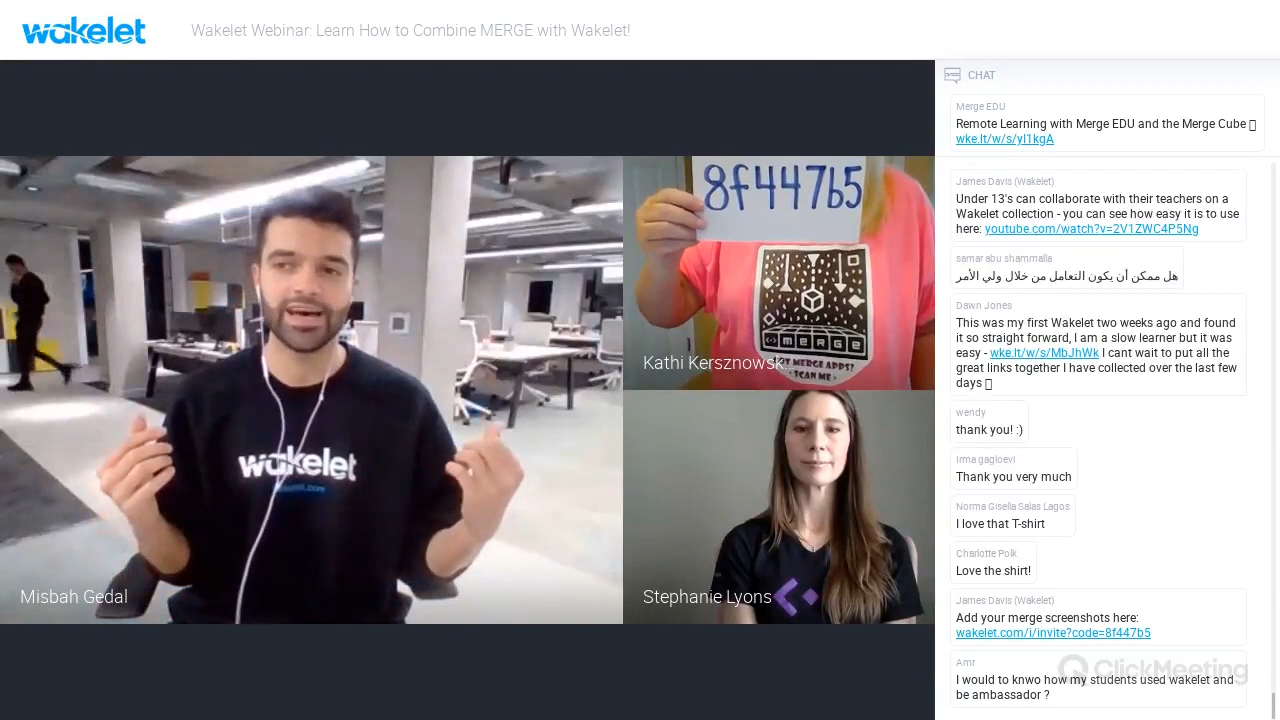 wakelet
Wakelet Webinar: Learn How to Combine MERGE with Wakelet!
CHAT
Merge EDU
Remote Learning with Merge EDU and the Merge Cube
wke.lt/w/s/yI1kgA
James Davis (Wakelet)
Under 13's can collaborate with their teachers on a
Wakelet collection - you can see how easy it is to use
here: youtube.com/watch?v=2V1ZWC4P5Ng
samar abu shammalla
هل ممكن أن يكون التعامل من خلال ولي الأمر
Dawn Jones
This was my first Wakelet two weeks ago and found
it so straight forward, I am a slow learner but it was
easy - wke.lt/w/s/MbJhWk I cant wait to put all the
great links together I have collected over the last few
days
wendy
thank you! :)
Irma gagloevi
Thank you very much
Norma Gisella Salas Lagos
I love that T-shirt
Charlotte Polk
Love the shirt!
James Davis (Wakelet)
Add your merge screenshots here:
wakelet.com/i/invite?code=8f447b5
Amr
I would to knwo how my students used wakelet and
be ambassador ?
ClickMeeting
wakelet
Misbah Gedal
8f447b5
MERGE
MERGE APPS?
SCAN ME
Kathi Kersznowsk...
Stephanie Lyons